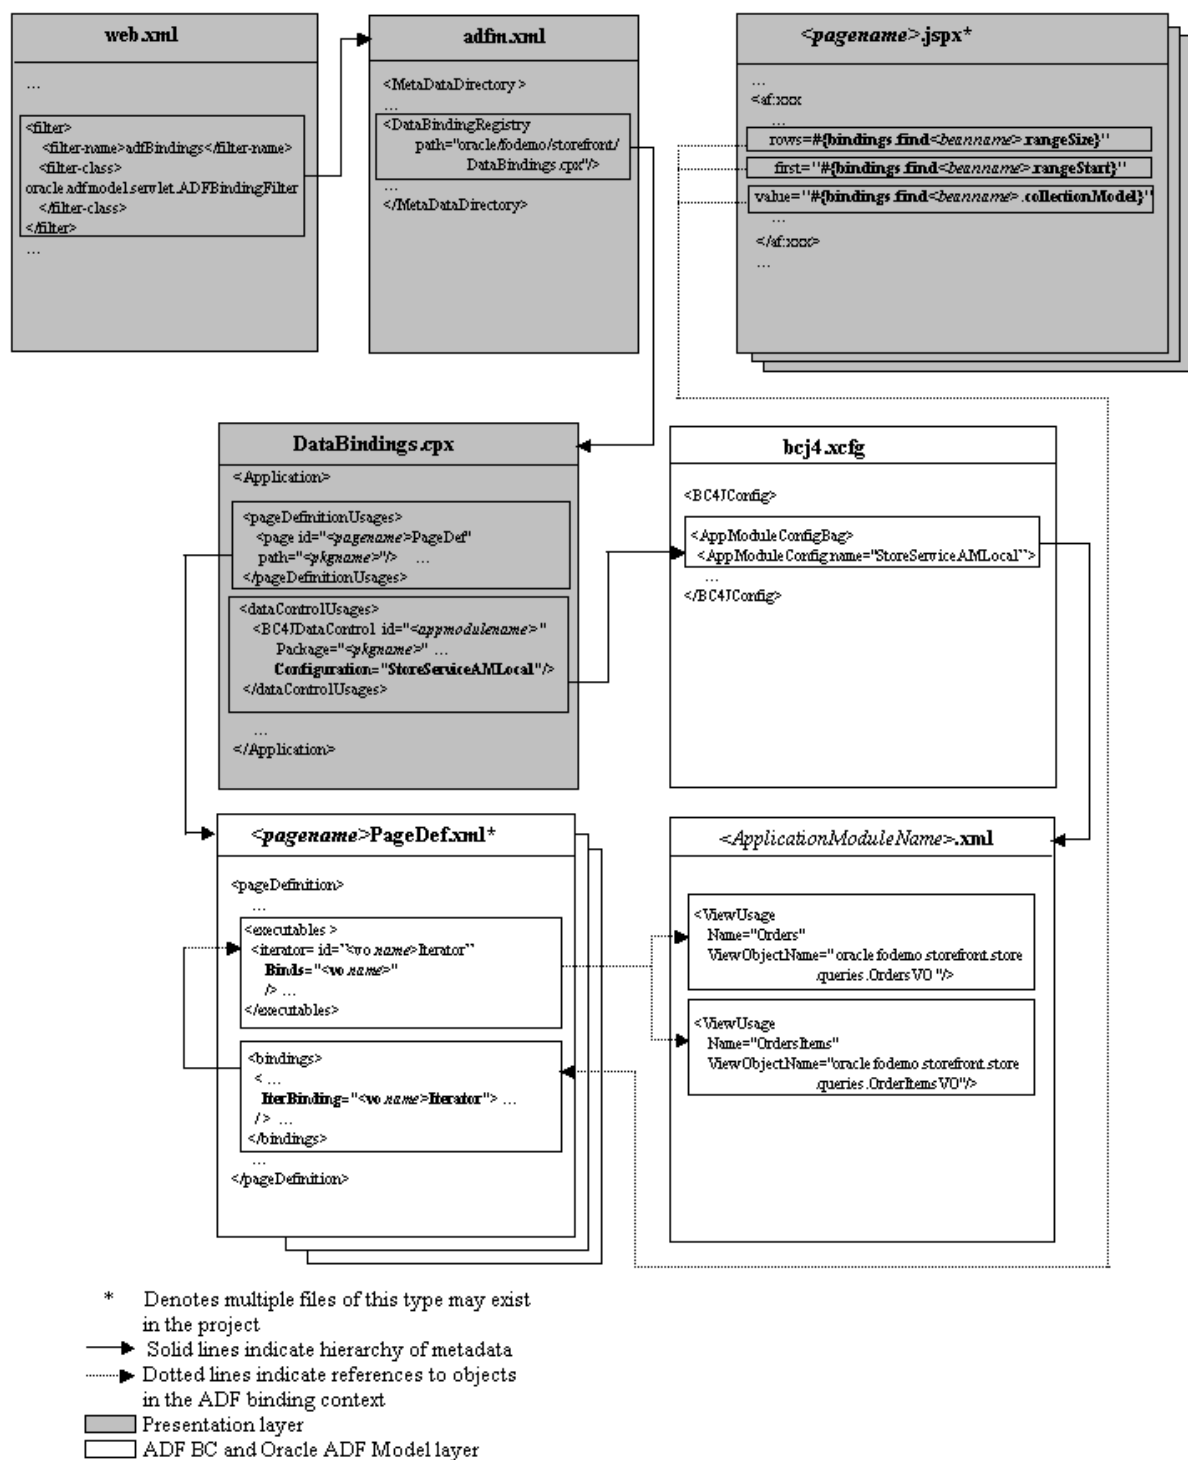 web.xml
...
<filter>
<filter-name>adfBindings</filter-name>
<filter-class>
oracle.adf.model.servlet.ADFBindingFilter
</filter-class>
</filter>
...
adfm.xml
<MetaDataDirectory >
...
<DataBindingRegistry
path="oracle/fodemo/storefront/
DataBindings.cpx"/>
...
</MetaDataDirectory>
<pagename>.jspx*
...
<af:xxx
...
rows=#{bindings.find<beanname>.rangeSize}"
first="#{bindings.find<beanname>.rangeStart}"
value="#{bindings.find<beanname>.collectionModel}"
...
</af:xxx>
...
DataBindings.cpx
<Application>
<pageDefinitionUsages>
<page id="<pagename>PageDef"
path="<pkgname>"/> ...
</pageDefinitionUsages>
<dataControlUsages>
<BC4JDataControl id="<appmodulename>"
Package="<pkgname>" ...
Configuration="StoreServiceAMLocal"/>
</dataControlUsages>
...
</Application>
bcj4.xcfg
<BC4JConfig>
<AppModuleConfigBag>
<AppModuleConfig name="StoreServiceAMLocal">
...
</BC4JConfig>
<pagename>PageDef.xml*
<pageDefinition>
...
<executables >
<iterator= id="<vo.name>Iterator"
Binds="<vo.name>"
/> ...
</executables>
<bindings>
< ...
IterBinding="<vo.name>Iterator"> ...
/> ...
</bindings>
...
</pageDefinition>
<ApplicationModuleName>.xml
<ViewUsage
Name="Orders"
ViewObjectName="oracle.fodemo.storefront.store
.queries.OrdersVO "/>
<ViewUsage
Name="OrdersItems"
ViewObjectName="oracle.fodemo.storefront.store
.queries.OrderItemsVO"/>
* Denotes multiple files of this type may exist
in the project
Solid lines indicate hierarchy of metadata
Dotted lines indicate references to objects
in the ADF binding context
Presentation layer
ADF BC and Oracle ADF Model layer